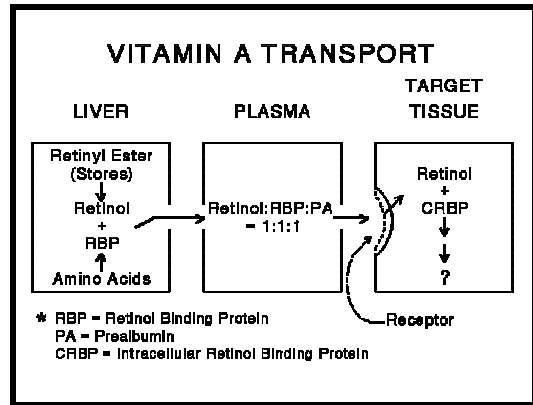 VITAMIN A TRANSPORT
LIVER
PLASMA
TARGET
TISSUE
Retinyl Ester
(Stores)
Retinol
+
RBP
Amino Acids
Retinol:RBP:PA
= 1:1:1
Retinol
+
CRBP
?
Receptor
* RBP = Retinol Binding Protein
PA = Prealbumin
CRBP = Intracellular Retinol Binding Protein